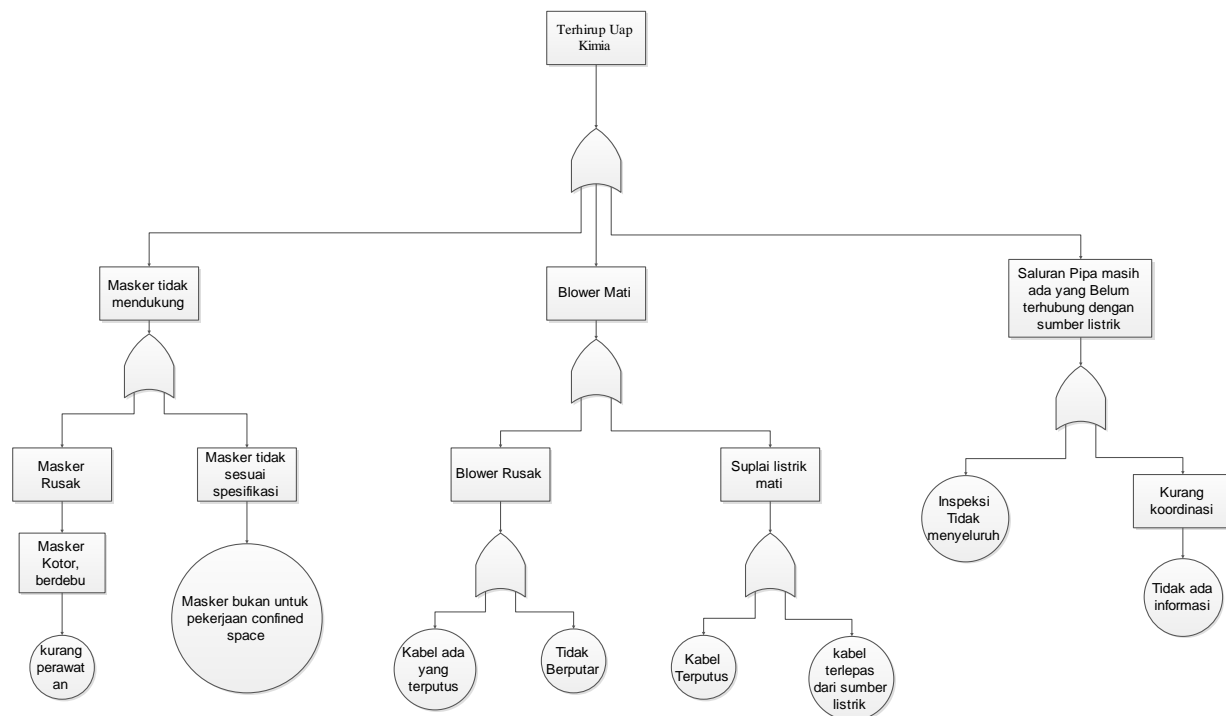 Terhirup Uap
Kimia
Masker tidak
mendukung
Blower Mati
Saluran Pipa masih
ada yang Belum
terhubung dengan
sumber listrik
Masker
Rusak
Masker tidak
sesuai
spesifikasi
Blower Rusak
Suplai listrik
mati
Inspeksi
Tidak
menyeluruh
Kurang
koordinasi
Masker
Kotor,
berdebu
Masker bukan untuk
pekerjaan confined
space
Tidak ada
informasi
kurang
perawat
an
Kabel ada
yang
terputus
Tidak
Berputar
Kabel
Terputus
kabel
terlepas
dari sumber
listrik